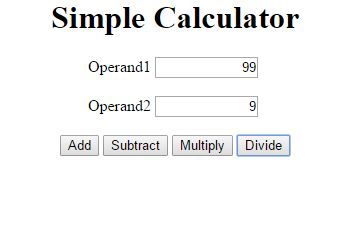 Simple Calculator
Operand1 99
Operand2 9
Add Subtract Multiply Divide